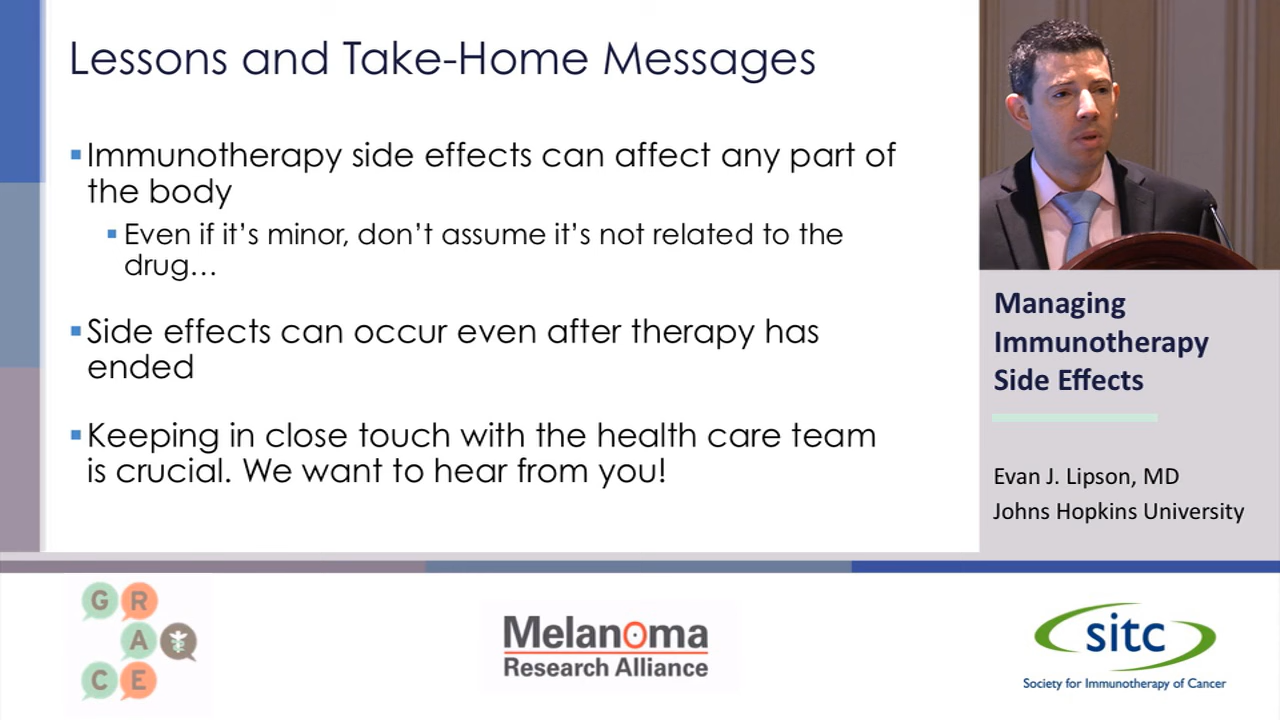 Lessons and Take-Home Messages
Immunotherapy side effects can affect any part of
the body
Even if it's minor, don't assume it's not related to the
drug...
Side effects can occur even after therapy has
ended
Keeping in close touch with the health care team
is crucial. We want to hear from you!
Managing
Immunotherapy
Side Effects
Evan J. Lipson, MD
Johns Hopkins University
G R
A
C E
Melanoma
Research Alliance
sitc
Society for Immunotherapy of Cancer